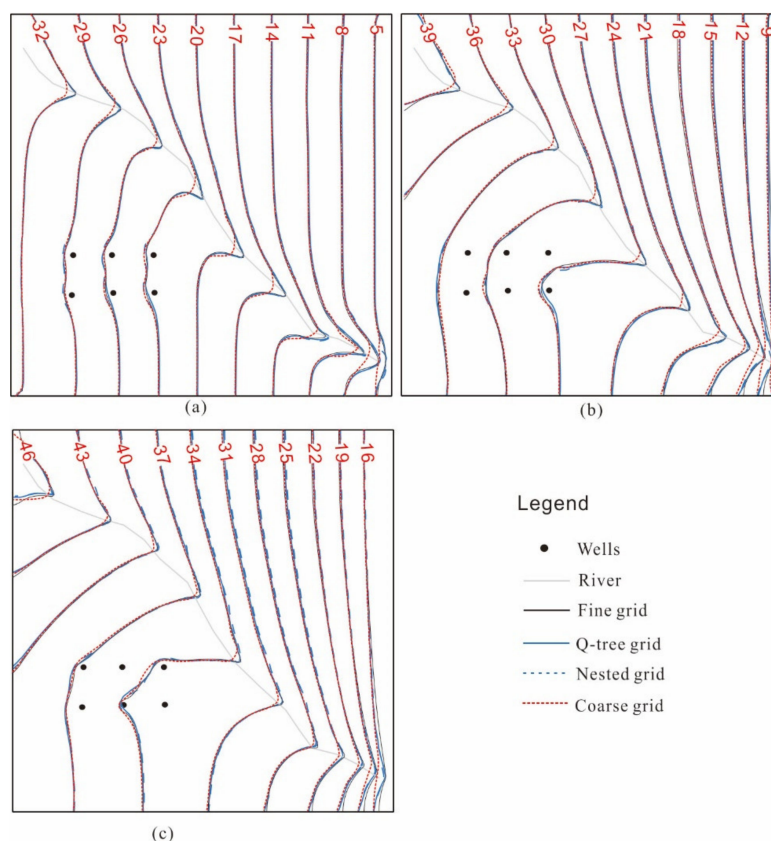 32 29 26 23 20 17 14 11 8 5
39 36 33 30 27 24 21 18 15 12 9
(a)
(b)
46 43 40 37 34 31 28 25 22 19 16
Legend
Wells
River
Fine grid
Q-tree grid
Nested grid
Coarse grid
(c)